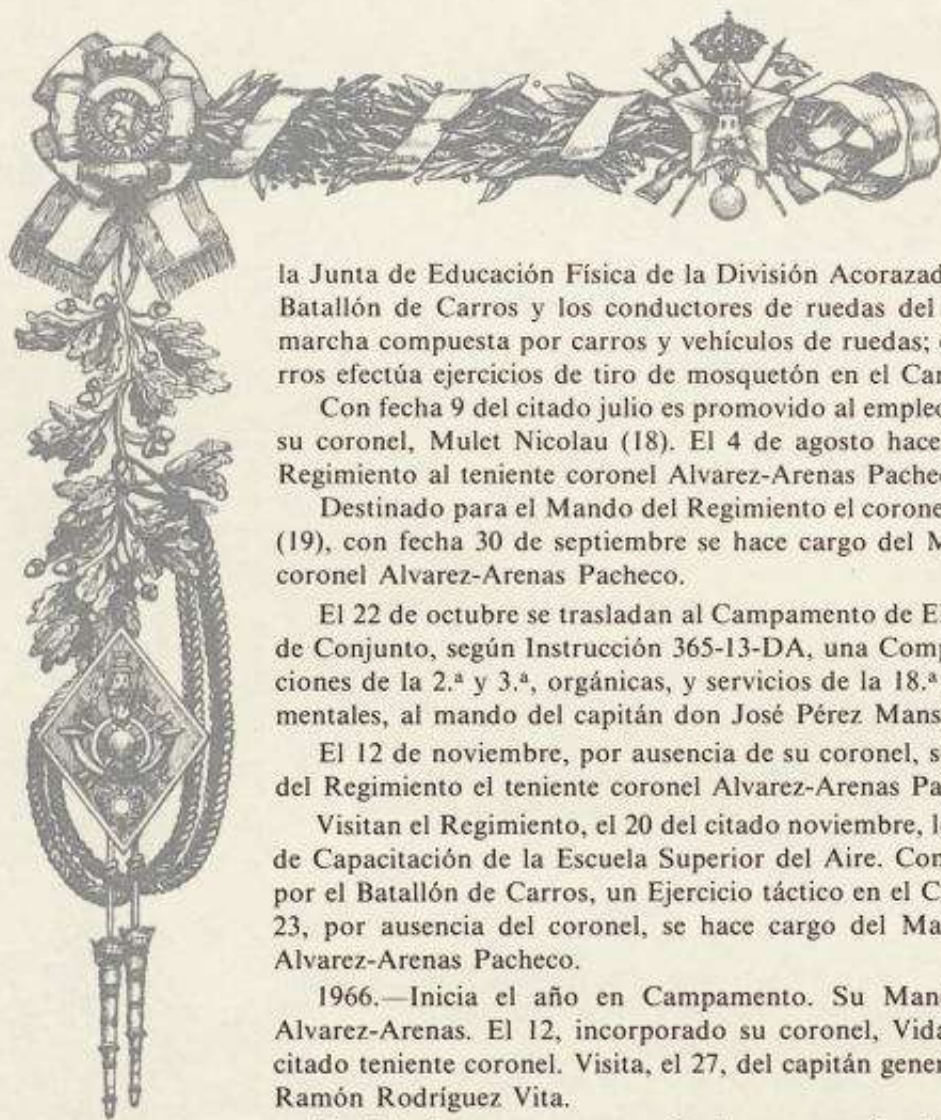 la Junta de Educación Física de la División Acorazad
Batallón de Carros y los conductores de ruedas del
marcha compuesta por carros y vehículos de ruedas;
rros efectúa ejercicios de tiro de mosquetón en el Car
Con fecha 9 del citado julio es promovido al emplec
su coronel, Mulet Nicolau (18). El 4 de agosto hace
Regimiento al teniente coronel Alvarez-Arenas Pachec
Destinado para el Mando del Regimiento el corone
(19), con fecha 30 de septiembre se hace cargo del M
coronel Alvarez-Arenas Pacheco.
El 22 de octubre se trasladan al Campamento de El
de Conjunto, según Instrucción 365-13-DA, una Comp
ciones de la 2.ª y 3.ª, orgánicas, y servicios de la 18.ª
mentales, al mando del capitán don José Pérez Mans
El 12 de noviembre, por ausencia de su coronel, s
del Regimiento el teniente coronel Alvarez-Arenas Pa
Visitan el Regimiento, el 20 del citado noviembre, l
de Capacitación de la Escuela Superior del Aire. Con
por el Batallón de Carros, un Ejercicio táctico en el C
23, por ausencia del coronel, se hace cargo del Ma
Alvarez-Arenas Pacheco.
1966.—Inicia el año en Campamento. Su Man
Alvarez-Arenas. El 12, incorporado su coronel, Vida
citado teniente coronel. Visita, el 27, del capitán gener
Ramón Rodríguez Vita.